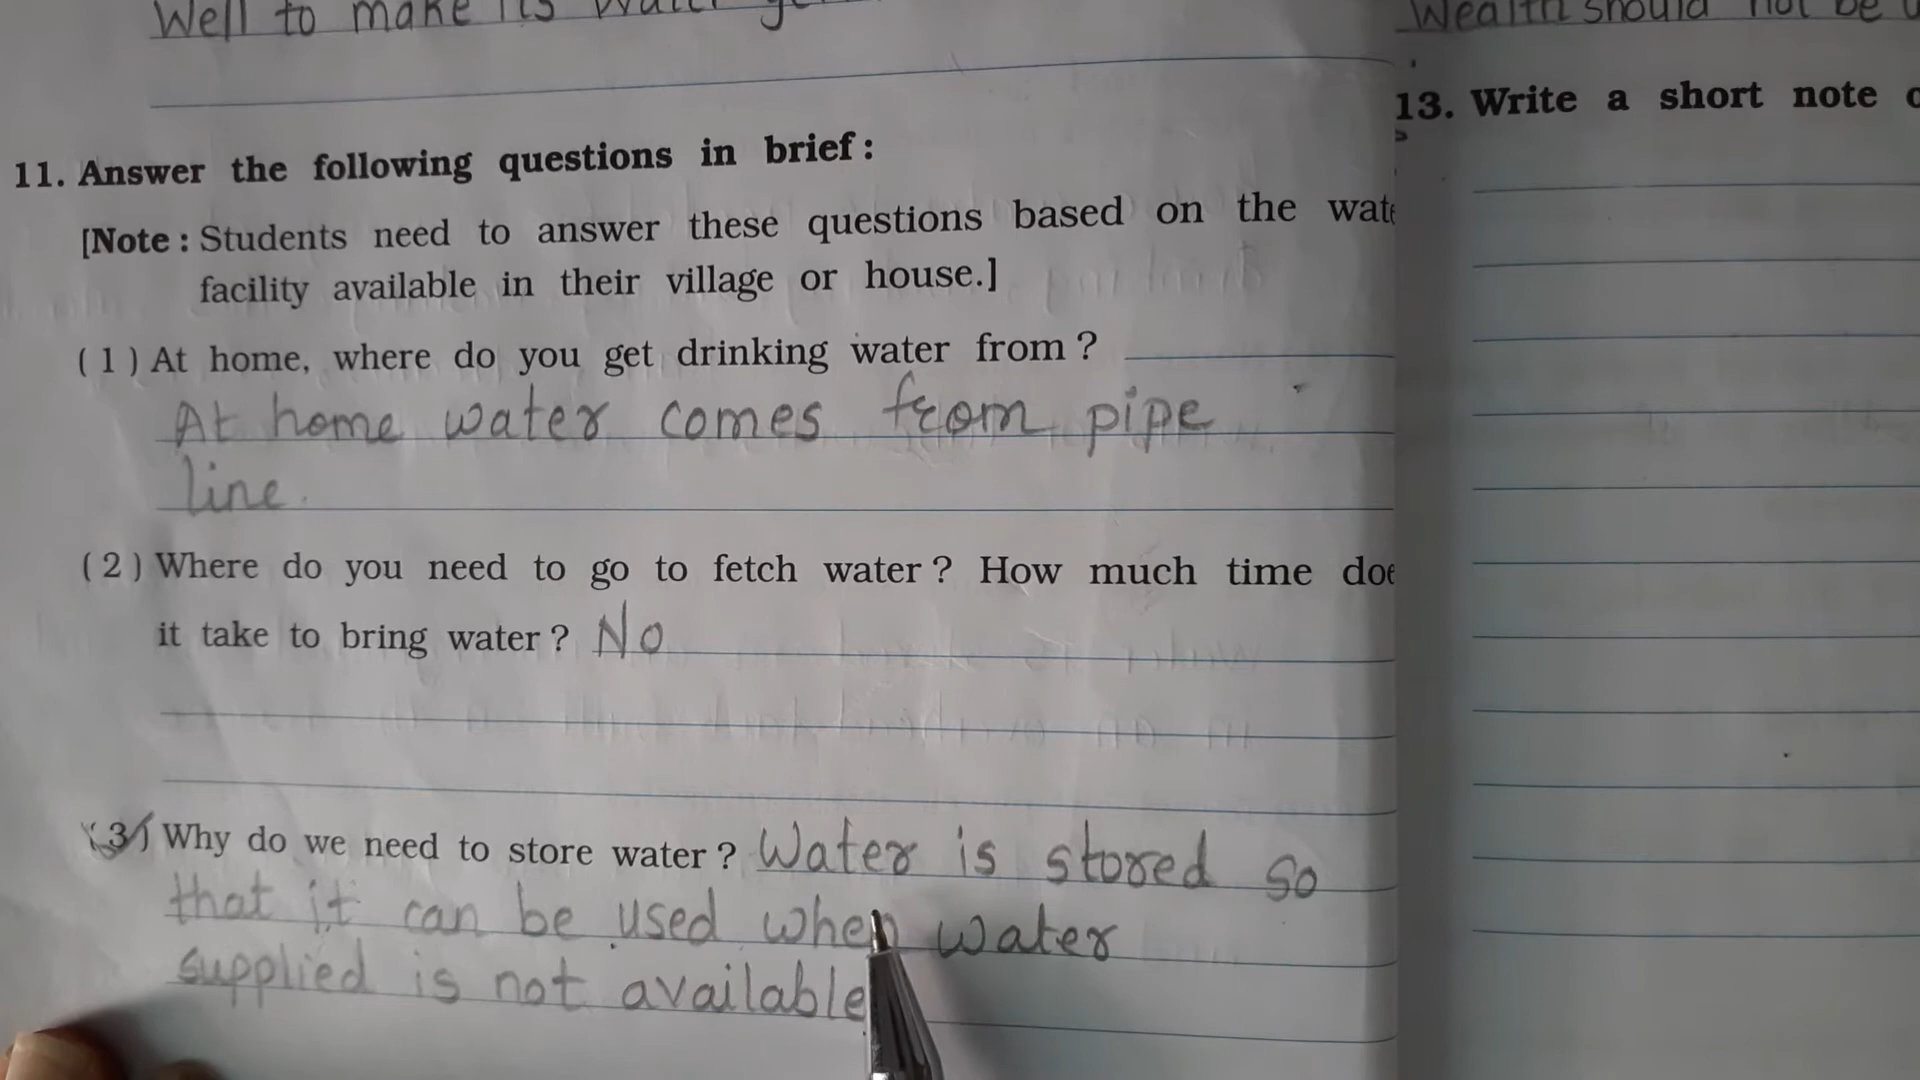 Well to make its water
11. Answer the following questions in brief :
[Note : Students need to answer these questions based on the
facility available in their village or house.]
(1) At home, where do you get drinking water from ?
At home water comes from pipe
line.
(2) Where do you need to go to fetch water ? How much time
it take to bring water ? No
(3) Why do we need to store water ? Water is stored so
that it can be used when water
supplied is not available
Wealth should not be
13. Write a short note